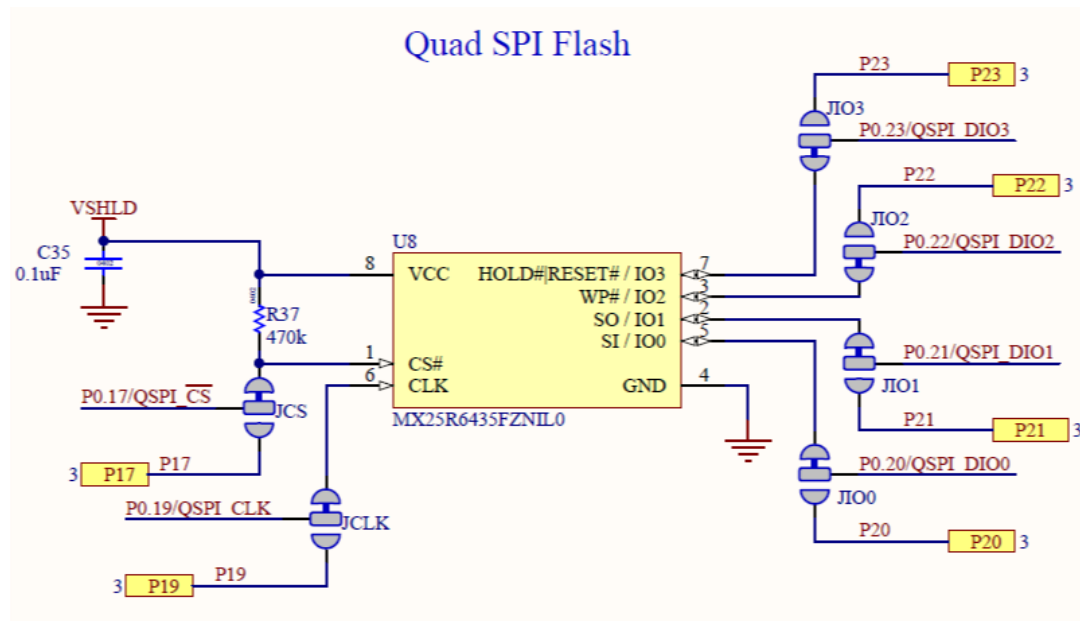 Quad SPI Flash
P23
P23 3
JIO3
P0.23/QSPI_DIO3
P22
P22 3
JIO2
P0.22/QSPI_DIO2
VSHLD
C35
0.1uF
0402
0402
R37
470k
U8
8 VCC
HOLD#|RESET# / IO3 7
WP# / IO2 3
SO / IO1 2
SI / IO0 5
1 CS#
6 CLK
GND 4
MX25R6435FZNIL0
P0.21/QSPI_DIO1
JIO1
P21
P21 3
P0.17/QSPI_CS
JCS
3 P17 P17
P0.20/QSPI_DIO0
JIO0
P20
P20 3
P0.19/QSPI_CLK
JCLK
3 P19 P19